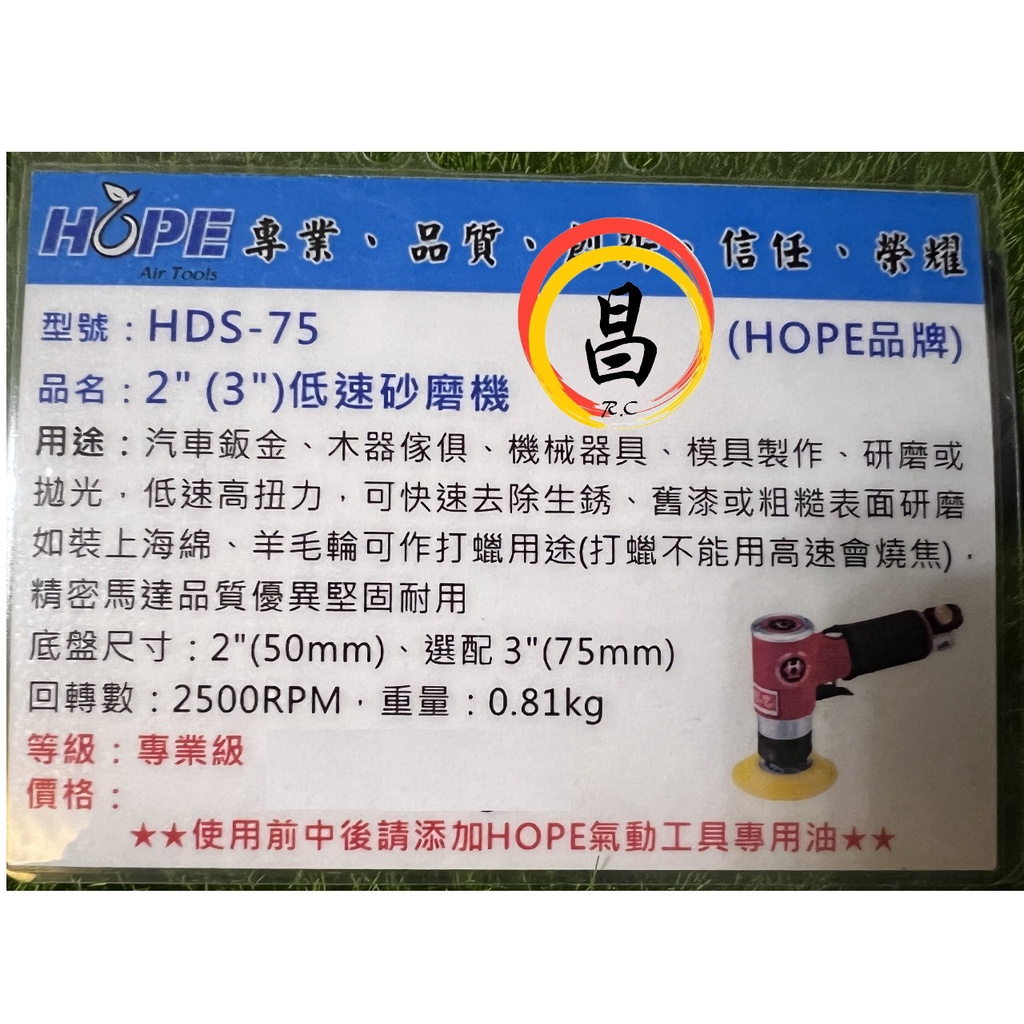 HOPE 專業、品質、創新、信任、榮耀
Air Tools
昌
R.C
型號：HDS-75 (HOPE品牌)
品名：2" (3")低速砂磨機
用途：汽車鈑金、木器傢俱、機械器具、模具製作、研磨或
拋光，低速高扭力，可快速去除生銹、舊漆或粗糙表面研磨
如裝上海綿、羊毛輪可作打蠟用途(打蠟不能用高速會燒焦)，
精密馬達品質優異堅固耐用
底盤尺寸：2"(50mm)、選配 3"(75mm)
回轉數：2500RPM，重量：0.81kg
等級：專業級
價格：
★★使用前中後請添加HOPE氣動工具專用油★★
H